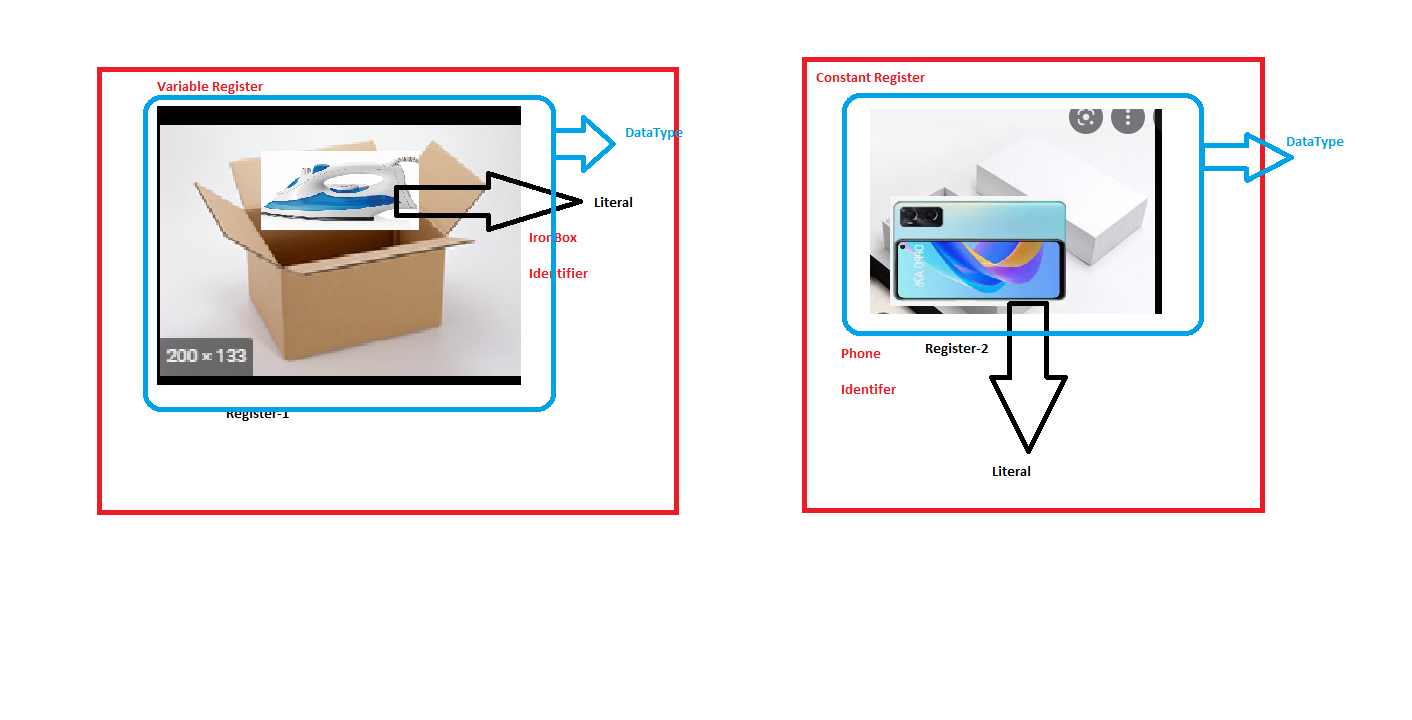 Variable Register
DataType
Literal
IronBox
Identifier
200 × 133
Register-1
Constant Register
DataType
OPPO A76
Phone
Register-2
Identifer
Literal